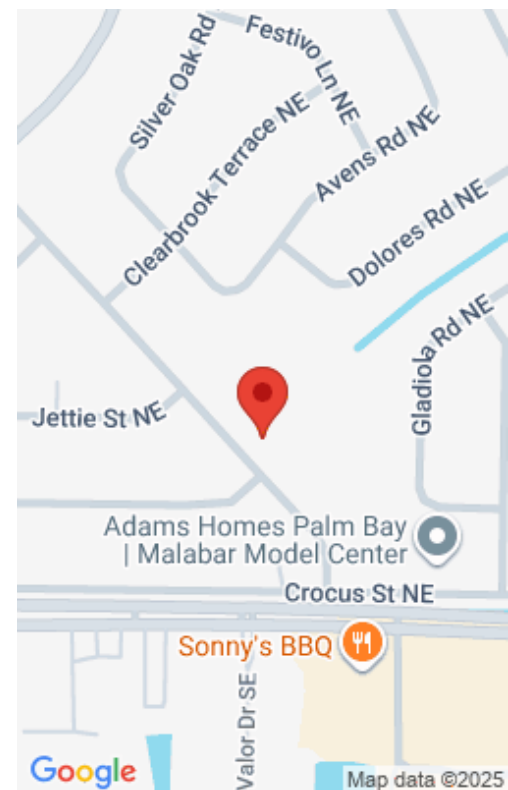 Silver Oak Rd
Festivo Ln NE
Clearbrook Terrace NE
Avens Rd NE
Dolores Rd NE
Gladiola Rd NE
Jettie St NE
Adams Homes Palm Bay
| Malabar Model Center
Crocus St NE
Sonny's BBQ
Valor Dr SE
Google
Map data ©2025